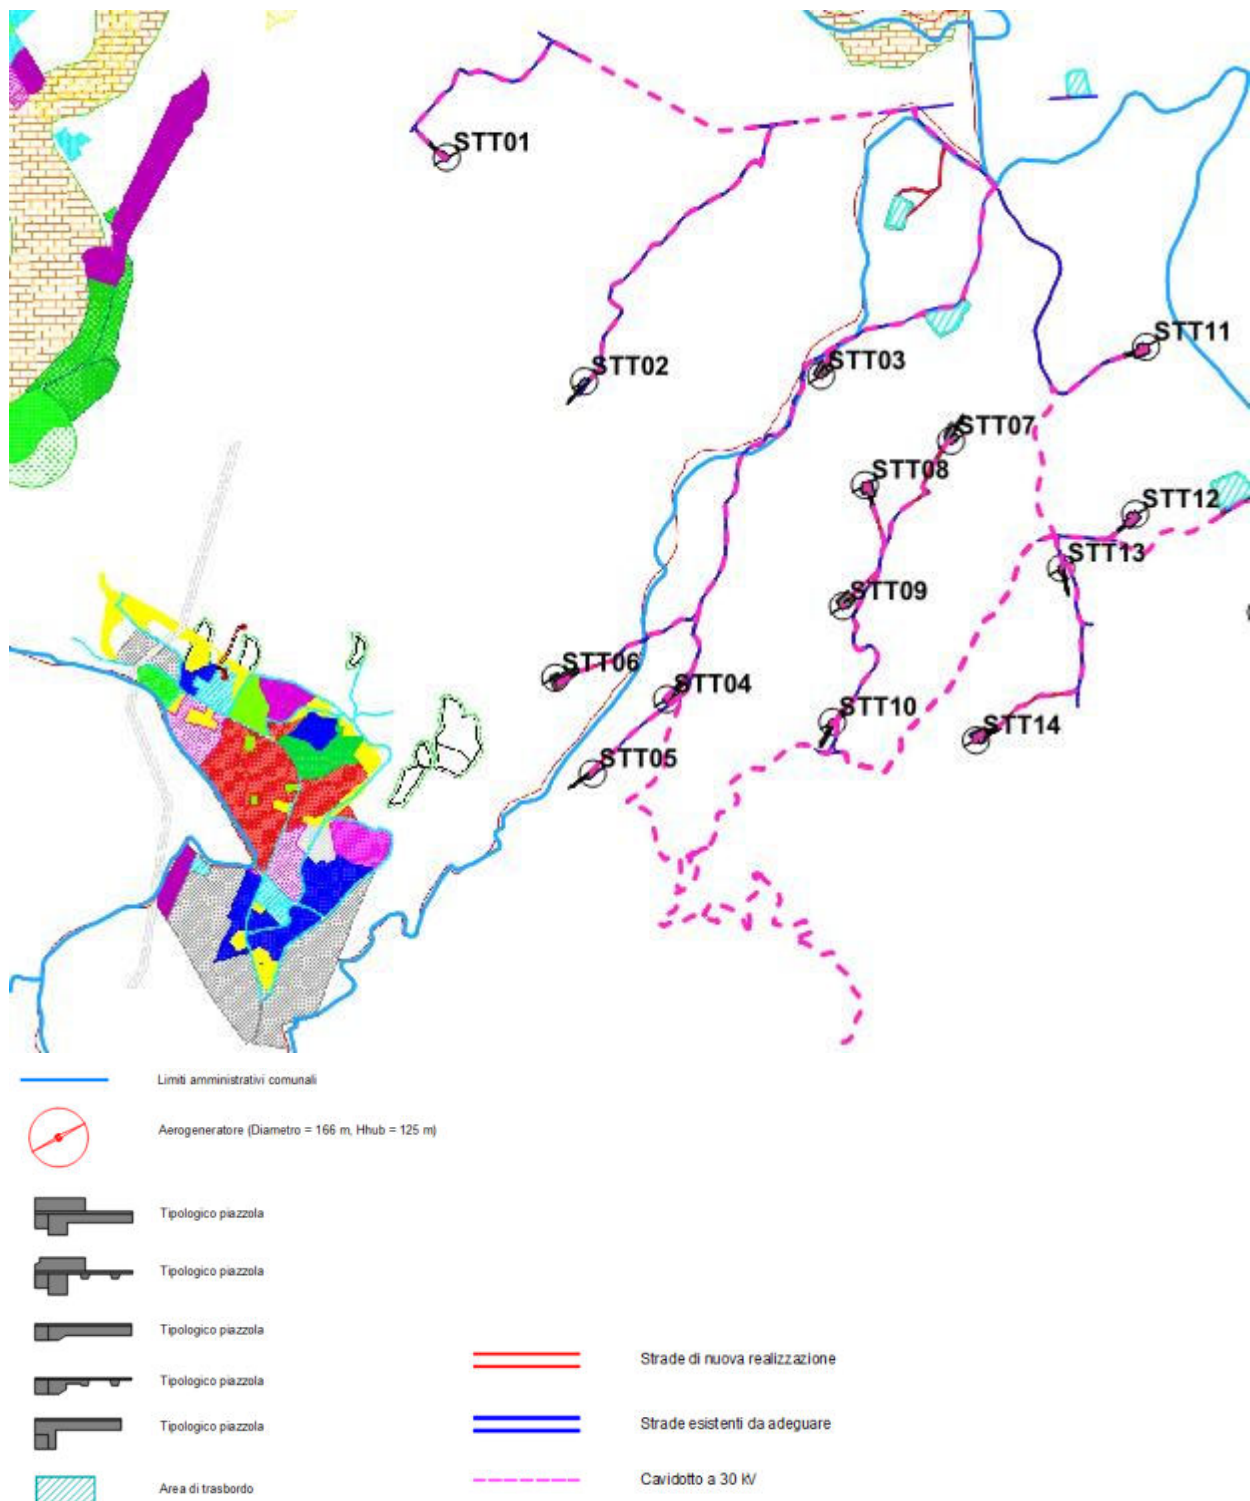 STT01
STT02
STT03
STT11
STT07
STT08
STT12
STT13
STT09
STT06
STT04
STT10
STT14
STT05
Limiti amministrativi comunali
Aerogeneratore (Diametro = 166 m, Hhub = 125 m)
Tipologico piazzola
Tipologico piazzola
Tipologico piazzola
Tipologico piazzola
Tipologico piazzola
Area di trasbordo
Strade di nuova realizzazione
Strade esistenti da adeguare
Cavidotto a 30 kV